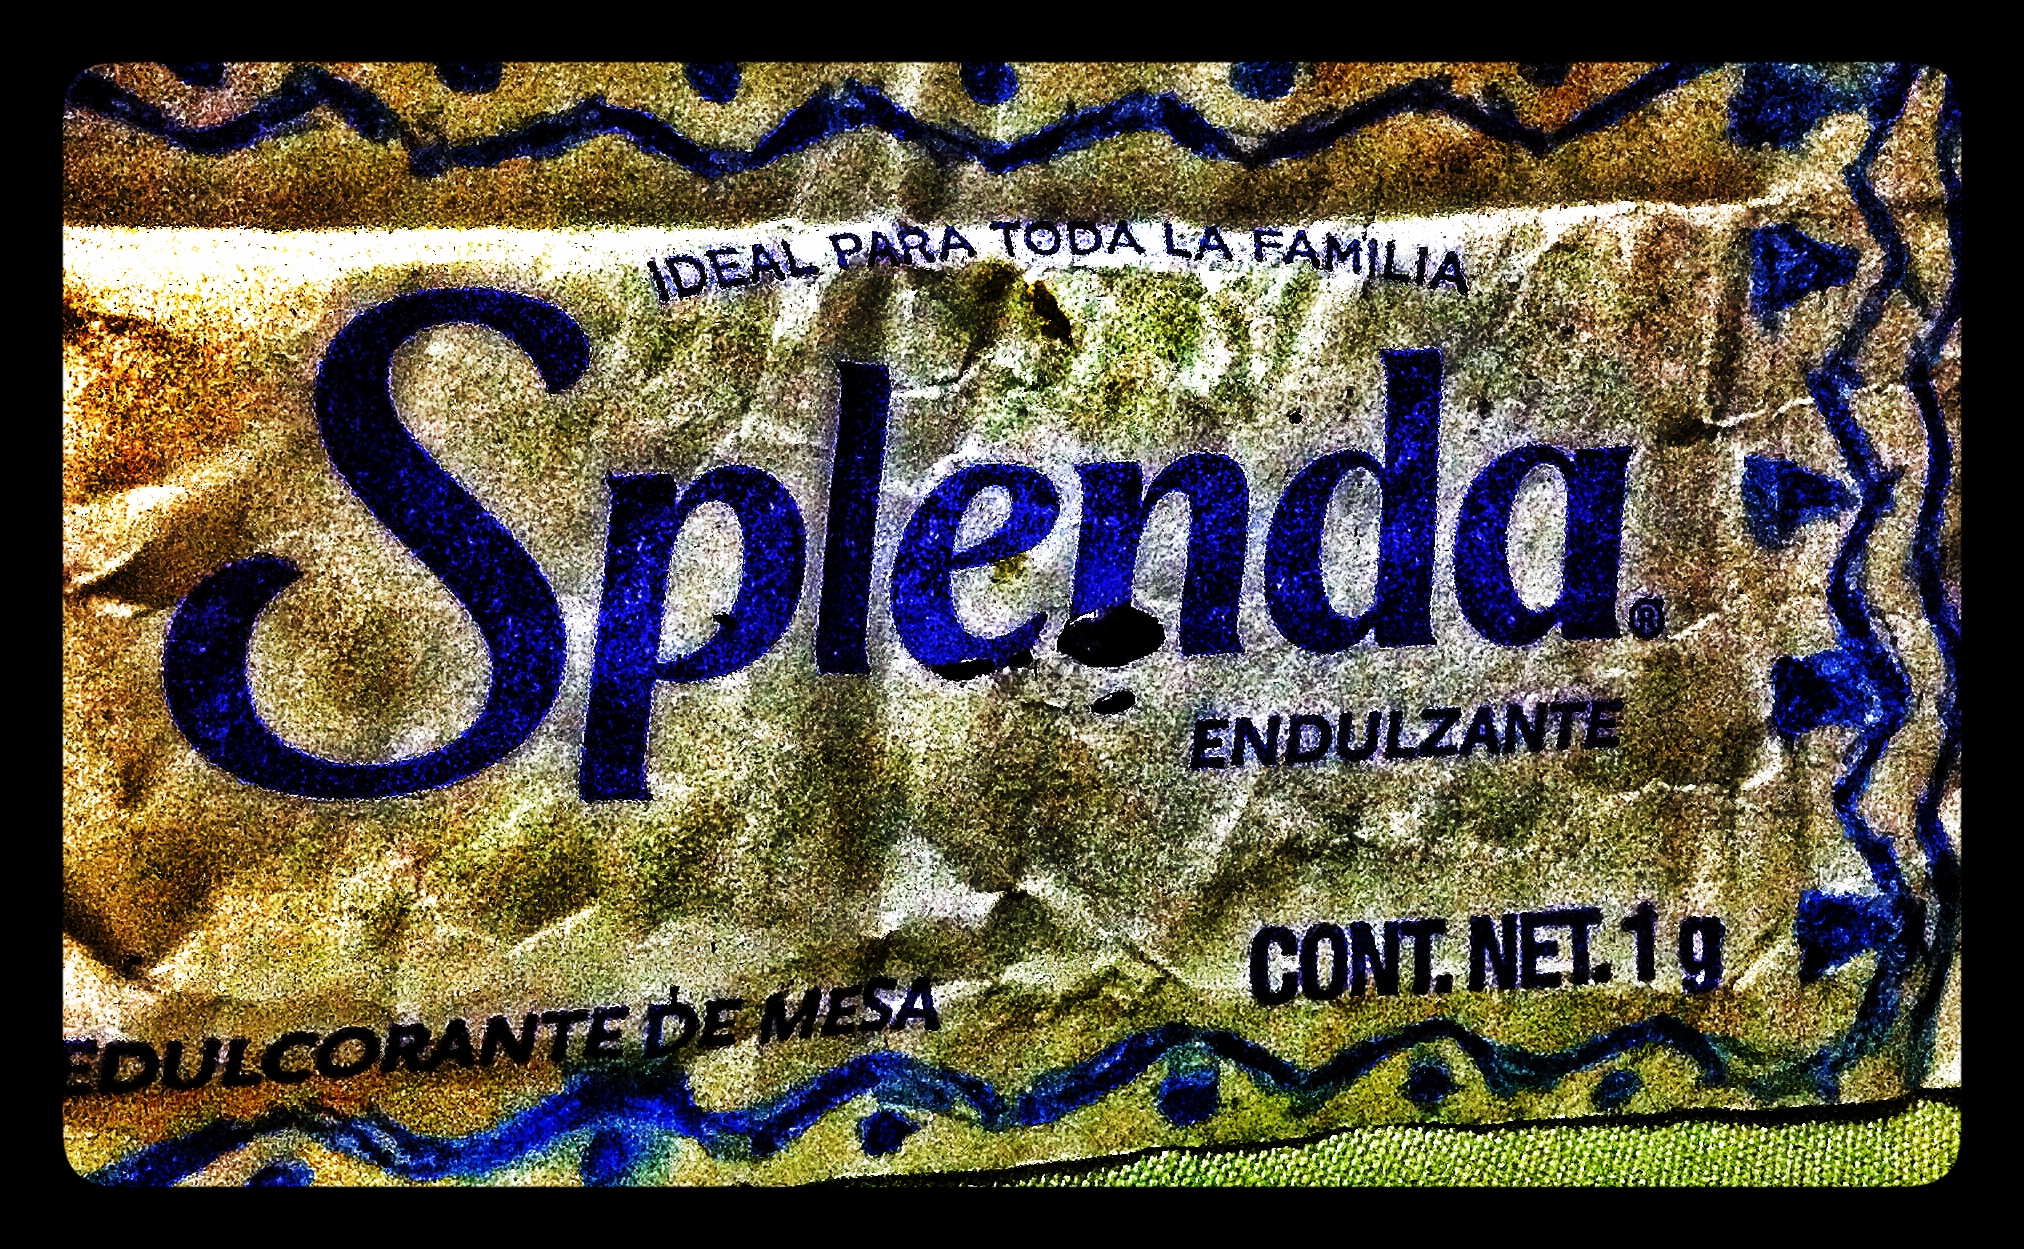 IDEAL PARA TODA LA FAMILIA
Splenda®
ENDULZANTE
CONT. NET. 1 g
EDULCORANTE DE MESA